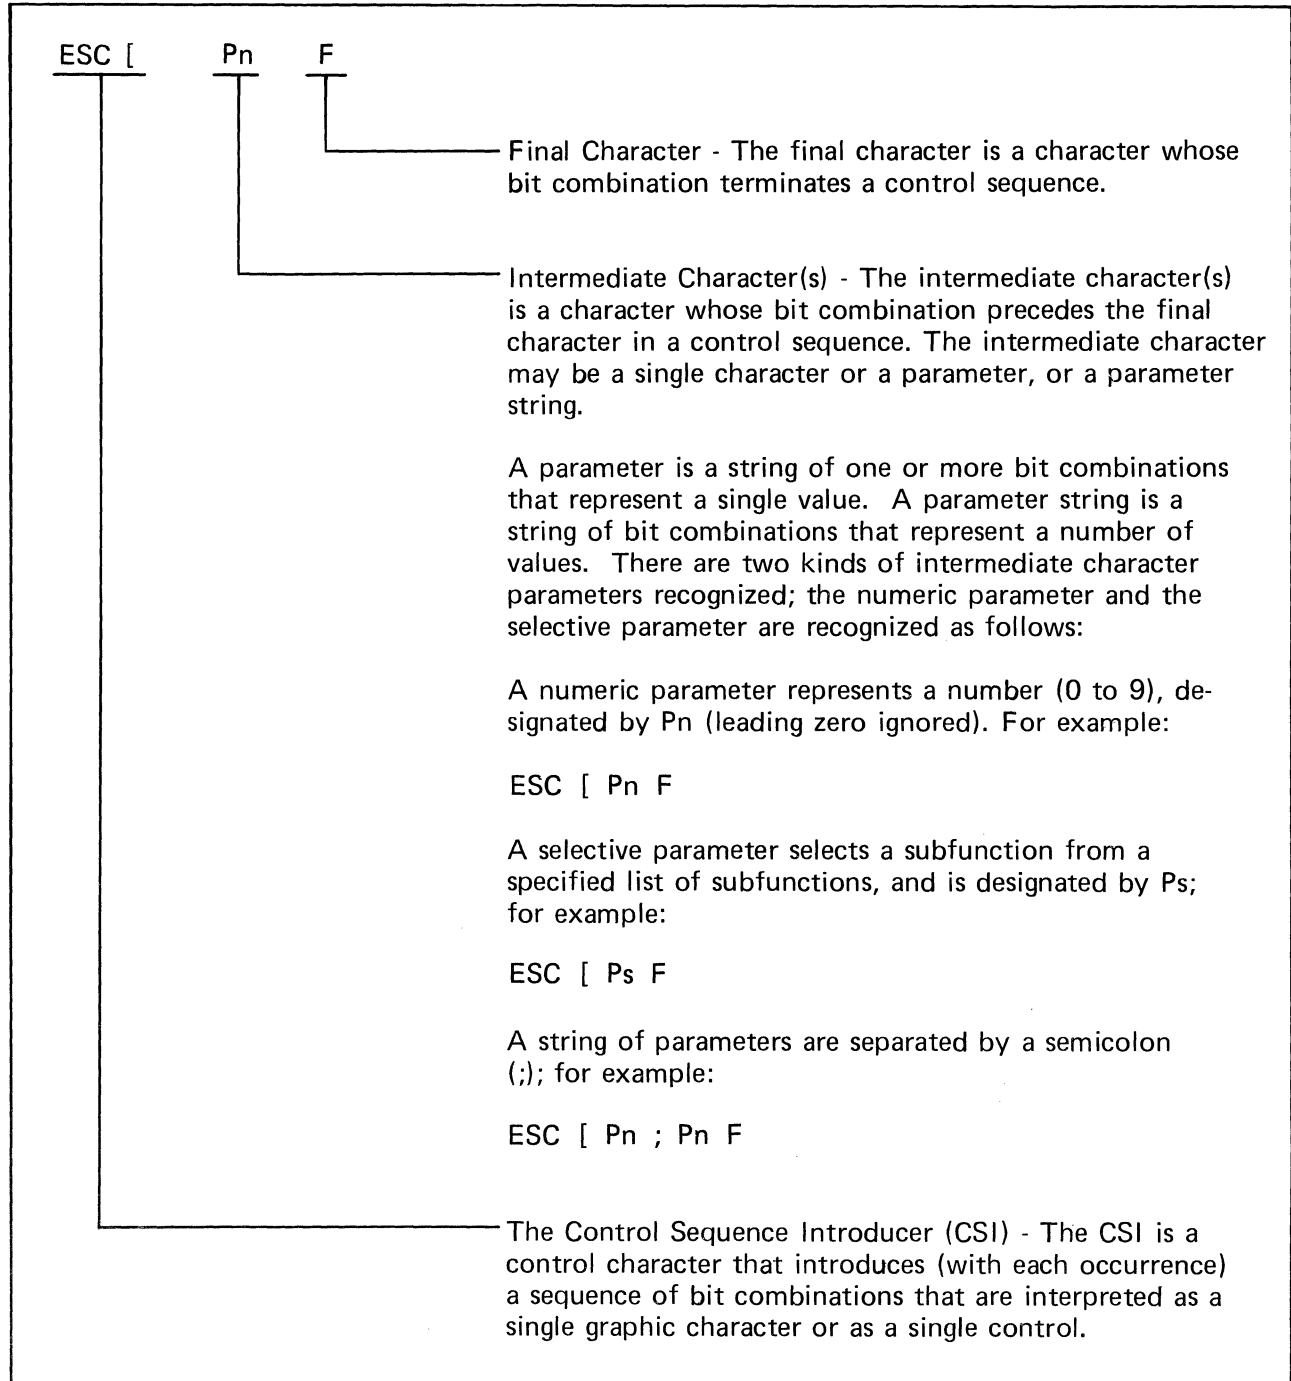 ESC [ Pn F
Final Character - The final character is a character whose
bit combination terminates a control sequence.
Intermediate Character(s) - The intermediate character(s)
is a character whose bit combination precedes the final
character in a control sequence. The intermediate character
may be a single character or a parameter, or a parameter
string.
A parameter is a string of one or more bit combinations
that represent a single value. A parameter string is a
string of bit combinations that represent a number of
values. There are two kinds of intermediate character
parameters recognized; the numeric parameter and the
selective parameter are recognized as follows:
A numeric parameter represents a number (0 to 9), de-
signated by Pn (leading zero ignored). For example:
ESC [ Pn F
A selective parameter selects a subfunction from a
specified list of subfunctions, and is designated by Ps;
for example:
ESC [ Ps F
A string of parameters are separated by a semicolon
(;); for example:
ESC [ Pn ; Pn F
The Control Sequence Introducer (CSI) - The CSI is a
control character that introduces (with each occurrence)
a sequence of bit combinations that are interpreted as a
single graphic character or as a single control.